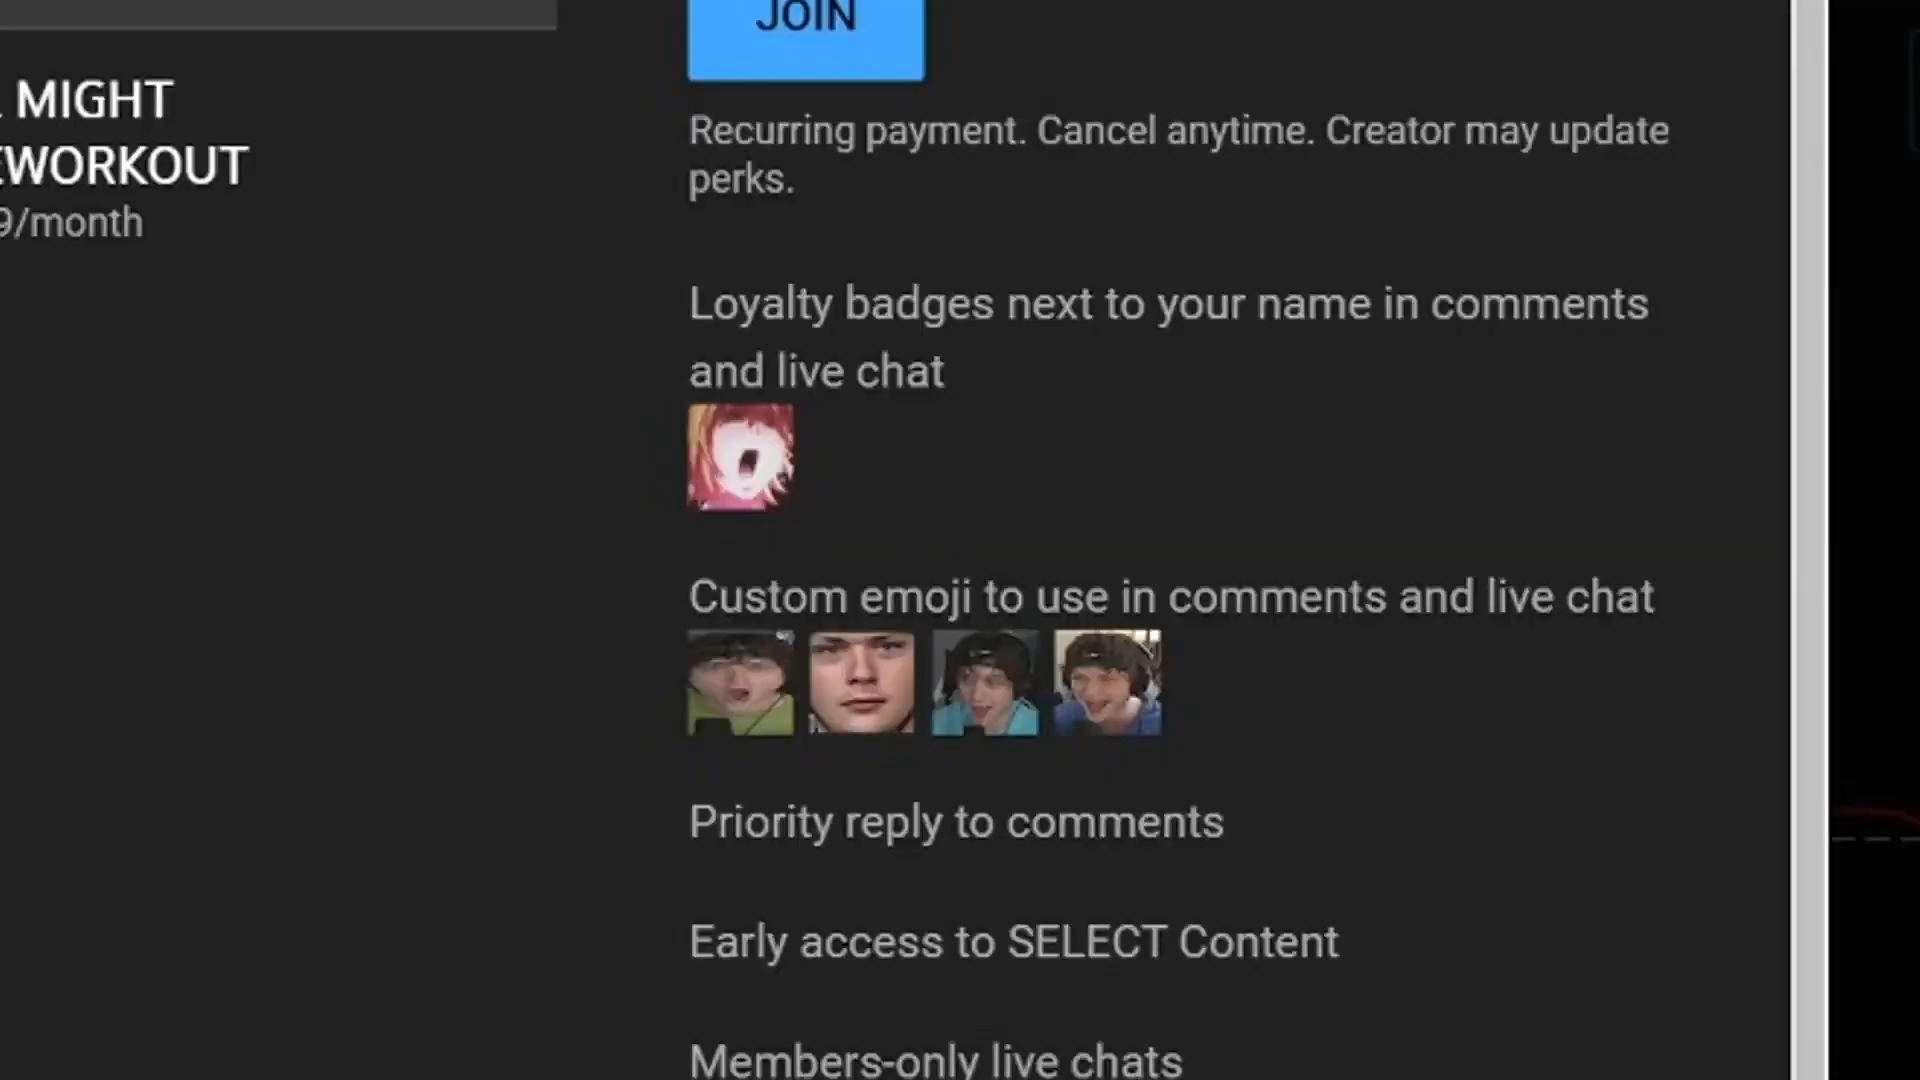 JOIN
MIGHT
EWORKOUT
9/month
Recurring payment. Cancel anytime. Creator may update
perks.
Loyalty badges next to your name in comments
and live chat
Custom emoji to use in comments and live chat
Priority reply to comments
Early access to SELECT Content
Members-only live chats